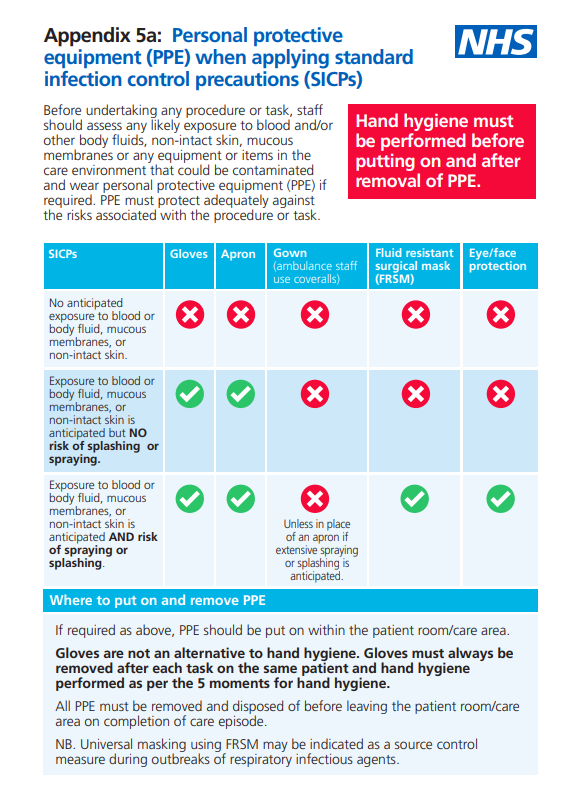 Appendix 5a: Personal protective
equipment (PPE) when applying standard
infection control precautions (SICPs)
NHS
Before undertaking any procedure or task, staff
should assess any likely exposure to blood and/or
other body fluids, non-intact skin, mucous
membranes or any equipment or items in the
care environment that could be contaminated
and wear personal protective equipment (PPE) if
required. PPE must protect adequately against
the risks associated with the procedure or task.
Hand hygiene must
be performed before
putting on and after
removal of PPE.
SICPs
Gloves
Apron
Gown
(ambulance staff
use coveralls)
Fluid resistant
surgical mask
(FRSM)
Eye/face
protection
No anticipated
exposure to blood or
body fluid, mucous
membranes, or
non-intact skin.
Exposure to blood or
body fluid, mucous
membranes, or
non-intact skin is
anticipated but NO
risk of splashing or
spraying.
Exposure to blood or
body fluid, mucous
membranes, or
non-intact skin is
anticipated AND risk
of spraying or
splashing.
Unless in place
of an apron if
extensive spraying
or splashing is
anticipated.
Where to put on and remove PPE
If required as above, PPE should be put on within the patient room/care area.
Gloves are not an alternative to hand hygiene. Gloves must always be
removed after each task on the same patient and hand hygiene
performed as per the 5 moments for hand hygiene.
All PPE must be removed and disposed of before leaving the patient room/care
area on completion of care episode.
NB. Universal masking using FRSM may be indicated as a source control
measure during outbreaks of respiratory infectious agents.